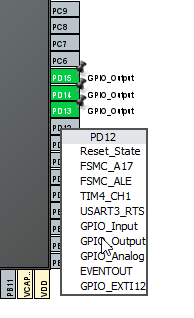 PC9
PC8
PC7
PC6
PD15 GPIO_Output
PD14 GPIO_Output
PD13 GPIO_Output
PD12
PD12
Reset_State
FSMC_A17
FSMC_ALE
TIM4_CH1
USART3_RTS
GPIO_Input
GPIO_Output
GPIO_Analog
EVENTOUT
GPIO_EXTI12
PB11
VCAP..
VDD